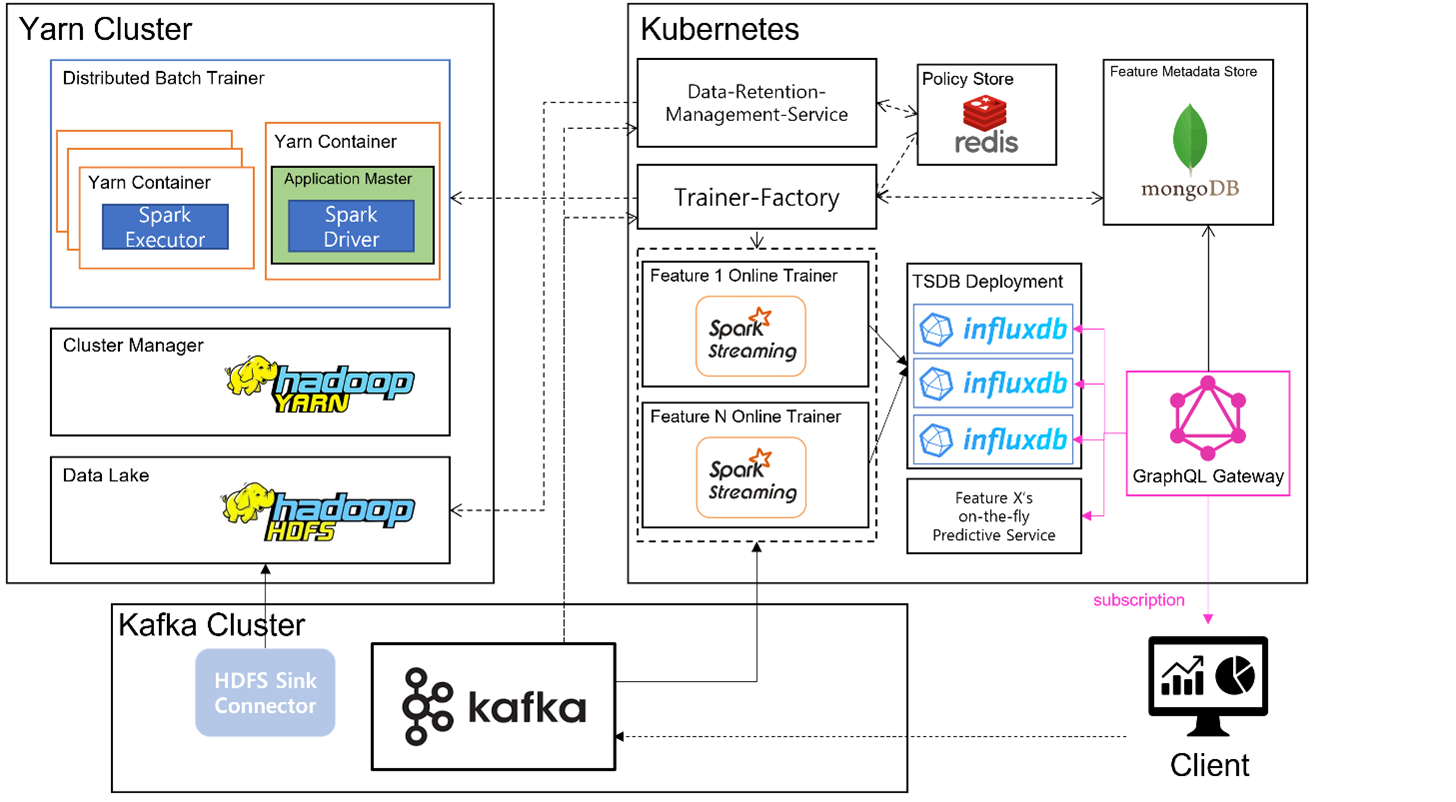 Yarn Cluster
Distributed Batch Trainer
Yarn Container
Spark
Executor
Yarn Container
Application Master
Spark
Driver
Cluster Manager
hadoop
YARN
Data Lake
hadoop
HDFS
Kubernetes
Data-Retention-
Management-Service
Policy Store
redis
Feature Metadata Store
mongoDB
Trainer-Factory
Feature 1 Online Trainer
Spark
Streaming
Feature N Online Trainer
Spark
Streaming
TSDB Deployment
influxdb
influxdb
influxdb
Feature X's
on-the-fly
Predictive Service
GraphQL Gateway
subscription
Kafka Cluster
HDFS Sink
Connector
kafka
Client